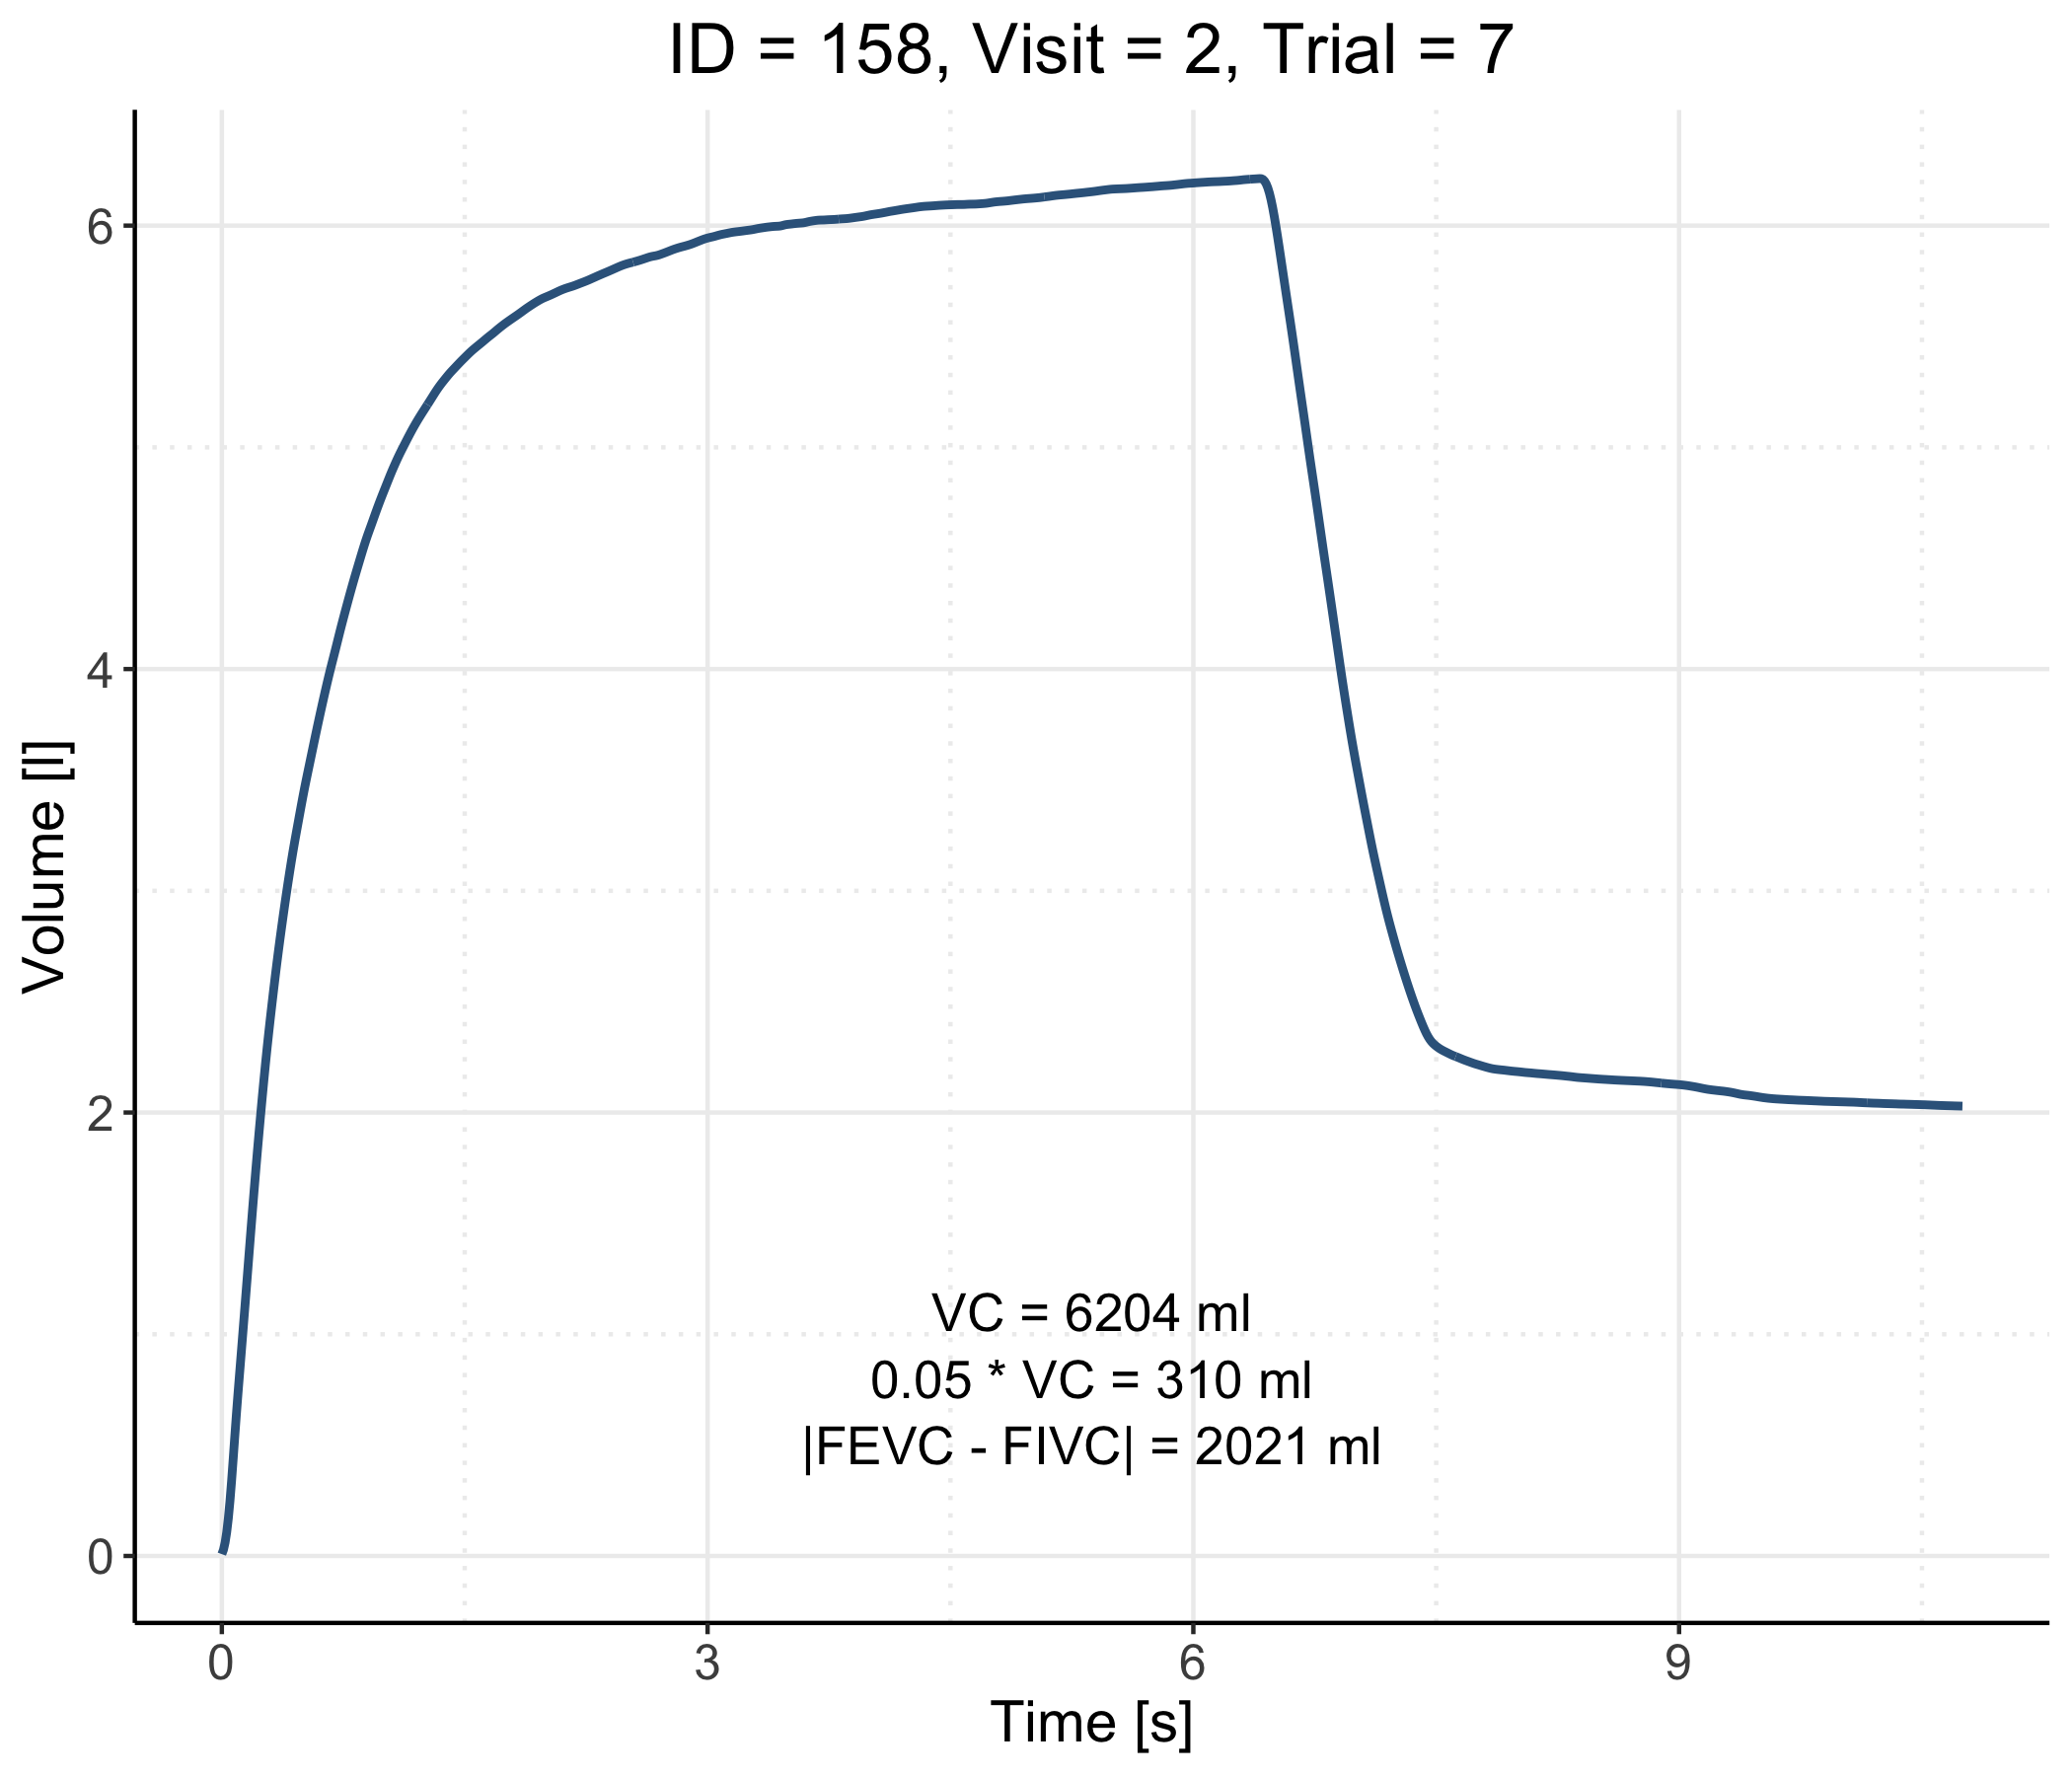 ID = 158, Visit = 2, Trial = 7
6
4
2
0
Volume [l]
VC = 6204 ml
0.05 * VC = 310 ml
|FEVC - FIVC| = 2021 ml
0 3 6 9
Time [s]